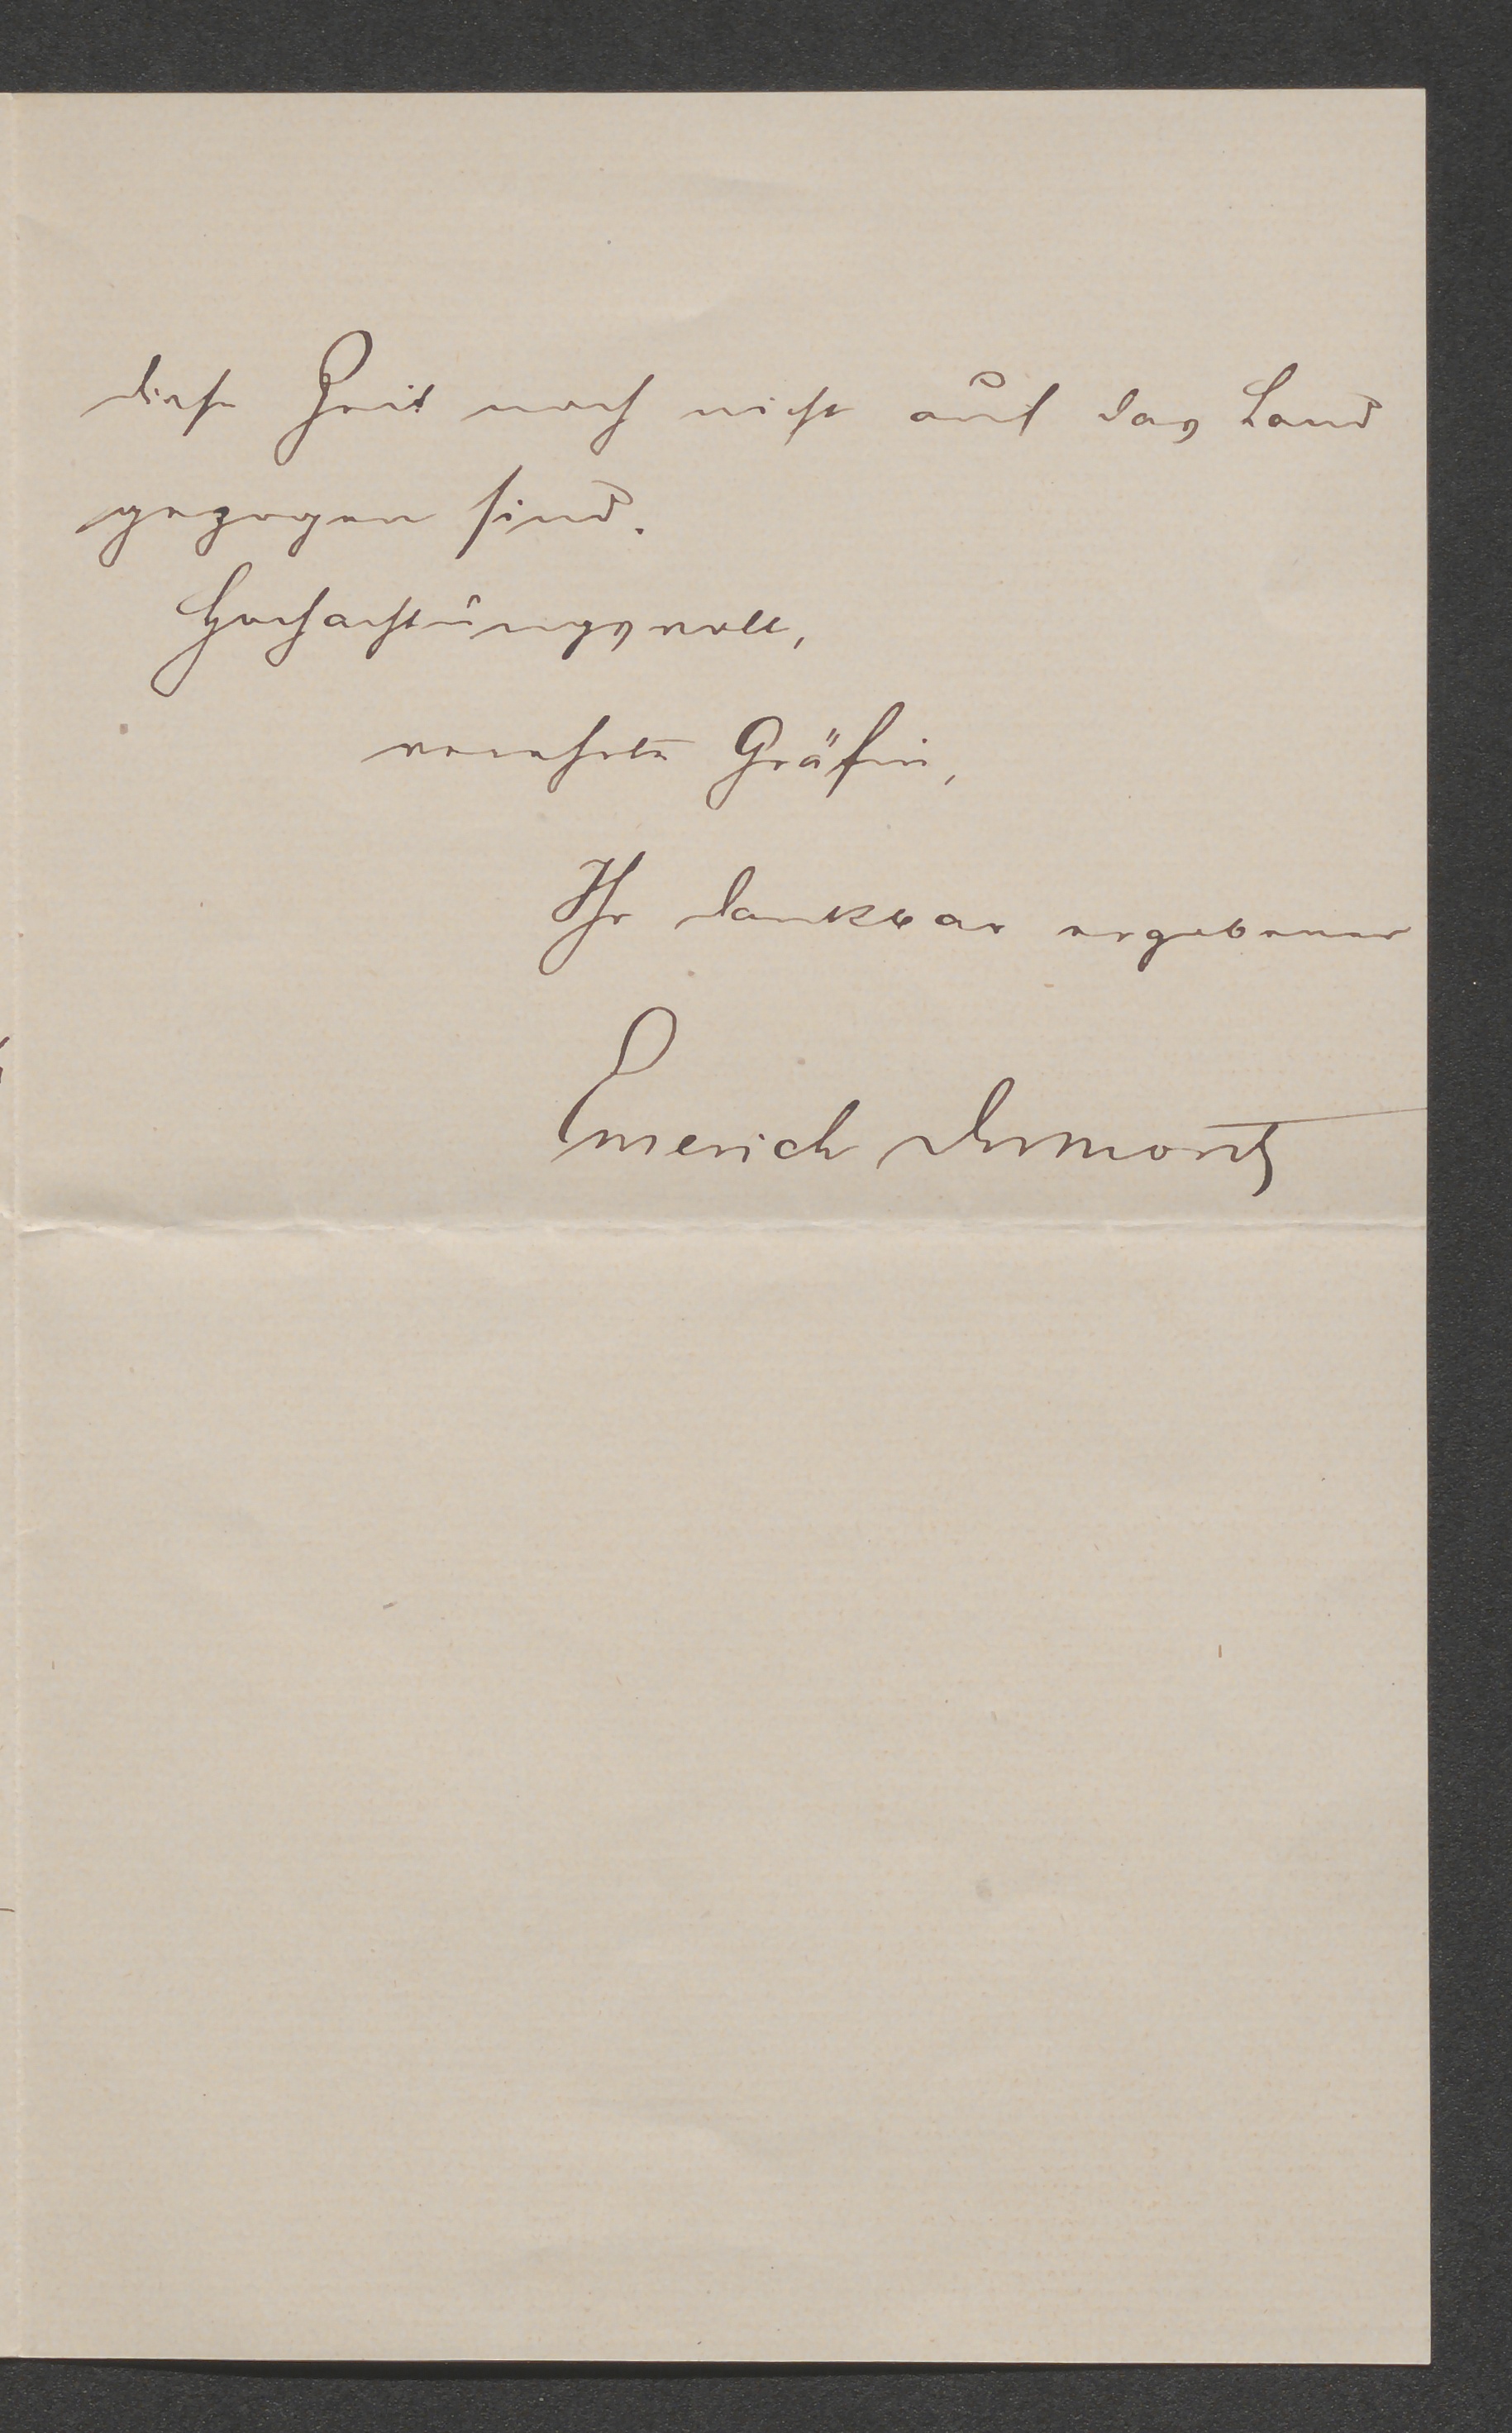 diese Zeit noch nicht auf das Land
gezogen sind.
Hochachtungsvoll,
verehrte Gräfin,
Ihr dankbar ergebener
Emerich